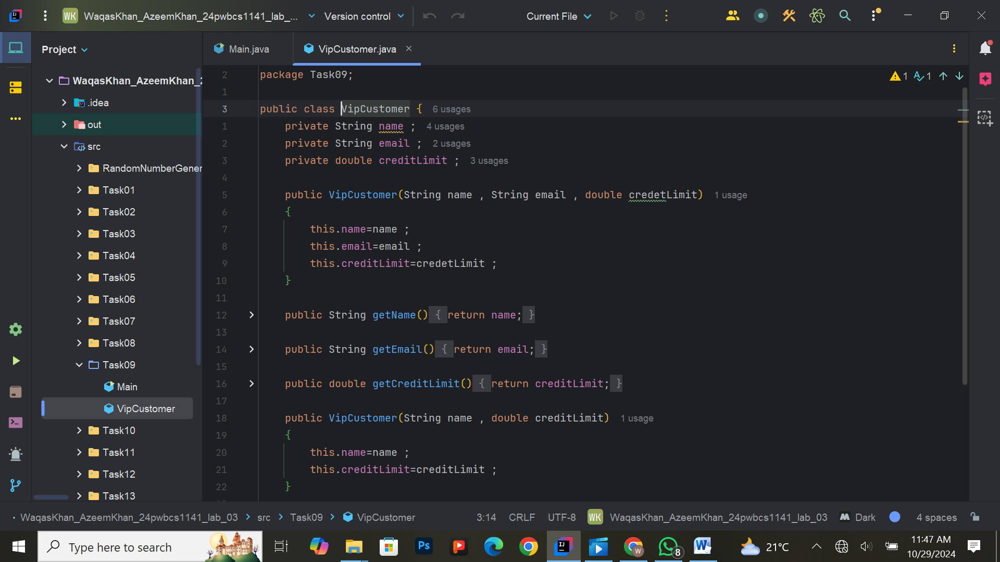 WK WaqasKhan_AzeemKhan_24pwbcs1141_lab_... Version control Current File
Project
Main.java VipCustomer.java
WaqasKhan_AzeemKhan_2
.idea
out
src
RandomNumberGener
Task01
Task02
Task03
Task04
Task05
Task06
Task07
Task08
Task09
Main
VipCustomer
Task10
Task11
Task12
Task13
1 1
2 package Task09;
1
3 public class VipCustomer { 6 usages
1 private String name ; 4 usages
2 private String email ; 2 usages
3 private double creditLimit ; 3 usages
4
5 public VipCustomer(String name , String email , double credetLimit) 1 usage
6 {
7 this.name=name ;
8 this.email=email ;
9 this.creditLimit=credetLimit ;
10 }
11
12 public String getName() { return name; }
13
14 public String getEmail() { return email; }
15
16 public double getCreditLimit() { return creditLimit; }
17
18 public VipCustomer(String name , double creditLimit) 1 usage
19 {
20 this.name=name ;
21 this.creditLimit=creditLimit ;
22 }
WaqasKhan_AzeemKhan_24pwbcs1141_lab_03 src Task09 VipCustomer 3:14 CRLF UTF-8 WK WaqasKhan_AzeemKhan_24pwbcs1141_lab_03 Dark 4 spaces
Type here to search Ps IJ W 8 W 21°C 11:47 AM
10/29/2024